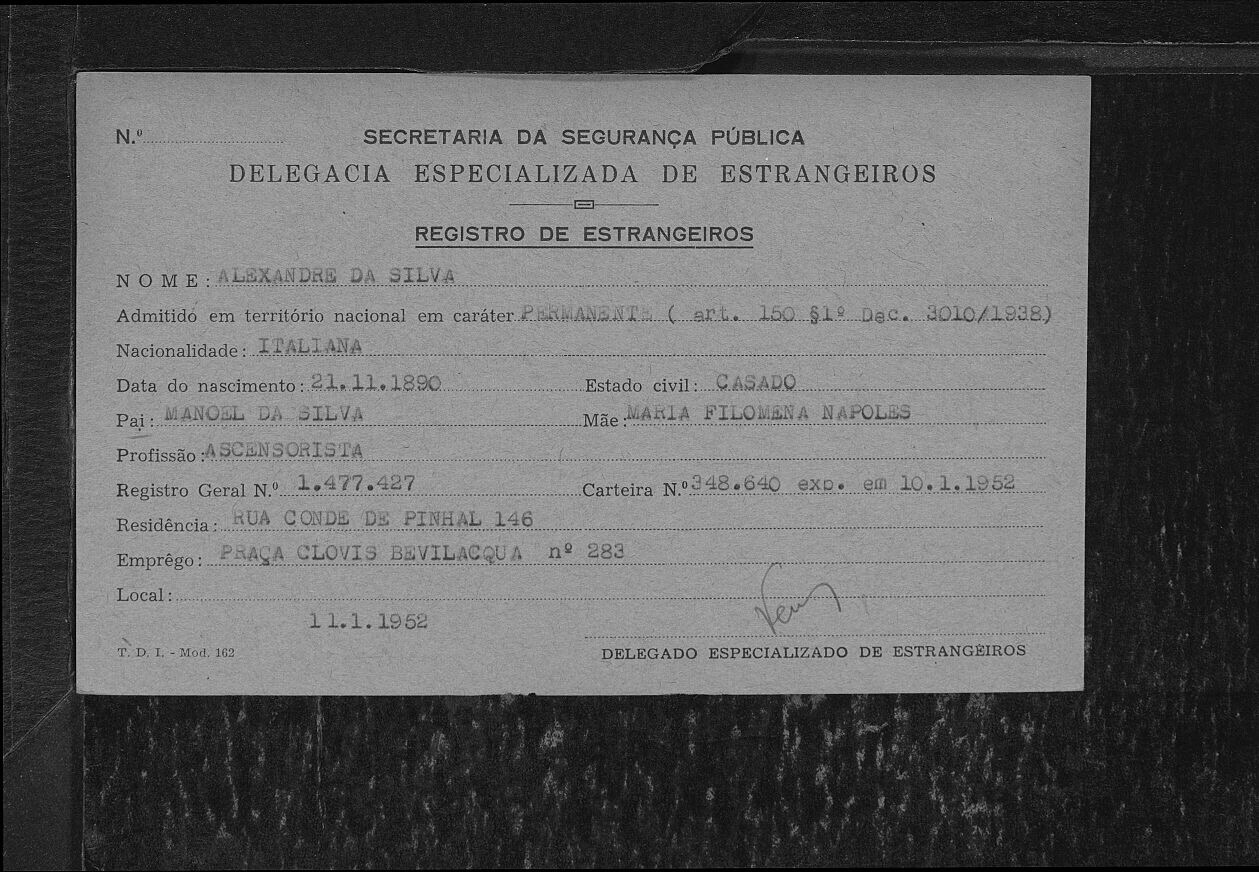 N.º SECRETARIA DA SEGURANÇA PÚBLICA
DELEGACIA ESPECIALIZADA DE ESTRANGEIROS
REGISTRO DE ESTRANGEIROS
NOME: ALEXANDRE DA SILVA
Admitido em território nacional em caráter PERMANENTE ( art. 150 §1º Dec. 3010/1938)
Nacionalidade: ITALIANA
Data do nascimento: 21.11.1890 Estado civil: CASADO
Pai: MANOEL DA SILVA Mãe: MARIA FILOMENA NAPOLES
Profissão: ASCENSORISTA
Registro Geral N.º 1.477.427 Carteira N.º 348.640 exp. em 10.1.1952
Residência: RUA CONDE DE PINHAL 146
Emprêgo: PRAÇA CLOVIS BEVILACQUA nº 283
Local:
11.1.1952
T. D. I. - Mod. 162 DELEGADO ESPECIALIZADO DE ESTRANGEIROS